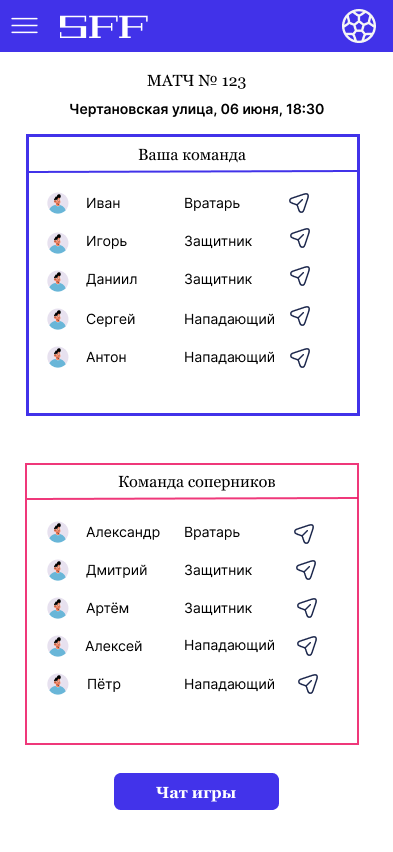 SFF
МАТЧ № 123
Чертановская улица, 06 июня, 18:30
Ваша команда
Иван Вратарь
Игорь Защитник
Даниил Защитник
Сергей Нападающий
Антон Нападающий
Команда соперников
Александр Вратарь
Дмитрий Защитник
Артём Защитник
Алексей Нападающий
Пётр Нападающий
Чат игры